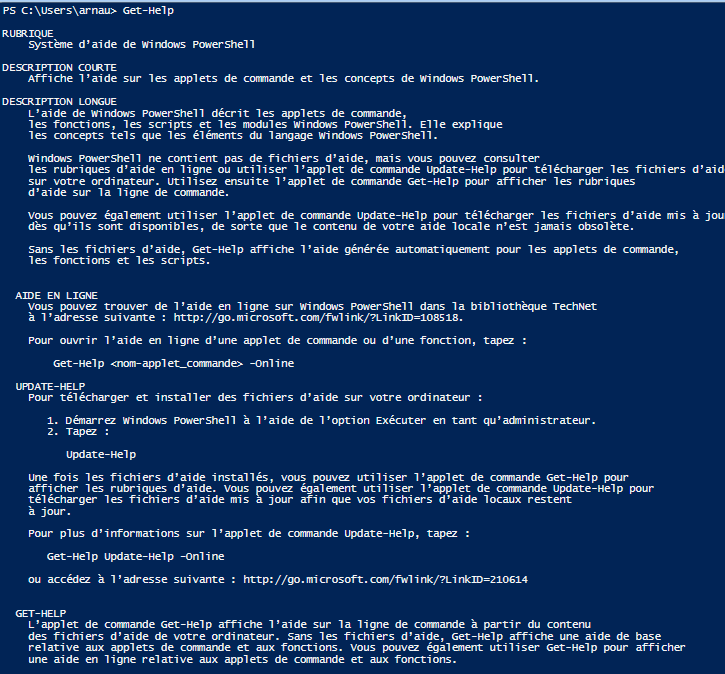 PS C:\Users\arnau> Get-Help
RUBRIQUE
Système d'aide de Windows PowerShell
DESCRIPTION COURTE
Affiche l'aide sur les applets de commande et les concepts de Windows PowerShell.
DESCRIPTION LONGUE
L'aide de Windows PowerShell décrit les applets de commande,
les fonctions, les scripts et les modules Windows PowerShell. Elle explique
les concepts tels que les éléments du langage Windows PowerShell.
Windows PowerShell ne contient pas de fichiers d'aide, mais vous pouvez consulter
les rubriques d'aide en ligne ou utiliser l'applet de commande Update-Help pour télécharger les fichiers d'aid
sur votre ordinateur. Utilisez ensuite l'applet de commande Get-Help pour afficher les rubriques
d'aide sur la ligne de commande.
Vous pouvez également utiliser l'applet de commande Update-Help pour télécharger les fichiers d'aide mis à jou
dès qu'ils sont disponibles, de sorte que le contenu de votre aide locale n'est jamais obsolète.
Sans les fichiers d'aide, Get-Help affiche l'aide générée automatiquement pour les applets de commande,
les fonctions et les scripts.
AIDE EN LIGNE
Vous pouvez trouver de l'aide en ligne sur Windows PowerShell dans la bibliothèque TechNet
à l'adresse suivante : http://go.microsoft.com/fwlink/?LinkID=108518.
Pour ouvrir l'aide en ligne d'une applet de commande ou d'une fonction, tapez :
Get-Help <nom-applet_commande> -Online
UPDATE-HELP
Pour télécharger et installer des fichiers d'aide sur votre ordinateur :
1. Démarrez Windows PowerShell à l'aide de l'option Exécuter en tant qu'administrateur.
2. Tapez :
Update-Help
Une fois les fichiers d'aide installés, vous pouvez utiliser l'applet de commande Get-Help pour
afficher les rubriques d'aide. Vous pouvez également utiliser l'applet de commande Update-Help pour
télécharger les fichiers d'aide mis à jour afin que vos fichiers d'aide locaux restent
à jour.
Pour plus d'informations sur l'applet de commande Update-Help, tapez :
Get-Help Update-Help -Online
ou accédez à l'adresse suivante : http://go.microsoft.com/fwlink/?LinkID=210614
GET-HELP
L'applet de commande Get-Help affiche l'aide sur la ligne de commande à partir du contenu
des fichiers d'aide de votre ordinateur. Sans les fichiers d'aide, Get-Help affiche une aide de base
relative aux applets de commande et aux fonctions. Vous pouvez également utiliser Get-Help pour afficher
une aide en ligne relative aux applets de commande et aux fonctions.